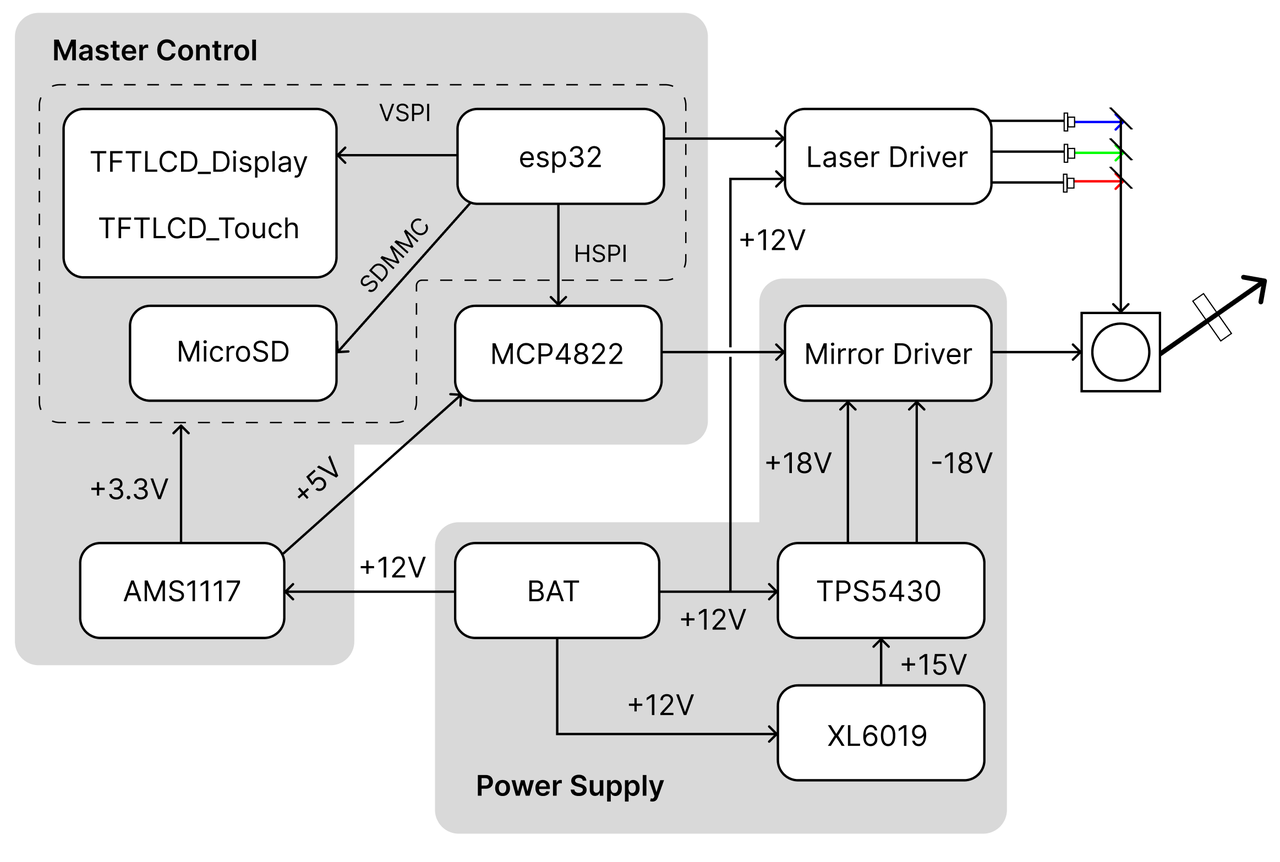 Master Control
VSPI
TFTLCD_Display
TFTLCD_Touch
esp32
Laser Driver
SDMMC
HSPI
+12V
MicroSD
MCP4822
Mirror Driver
+3.3V
+5V
+18V
-18V
AMS1117
+12V
BAT
+12V
TPS5430
+15V
+12V
XL6019
Power Supply